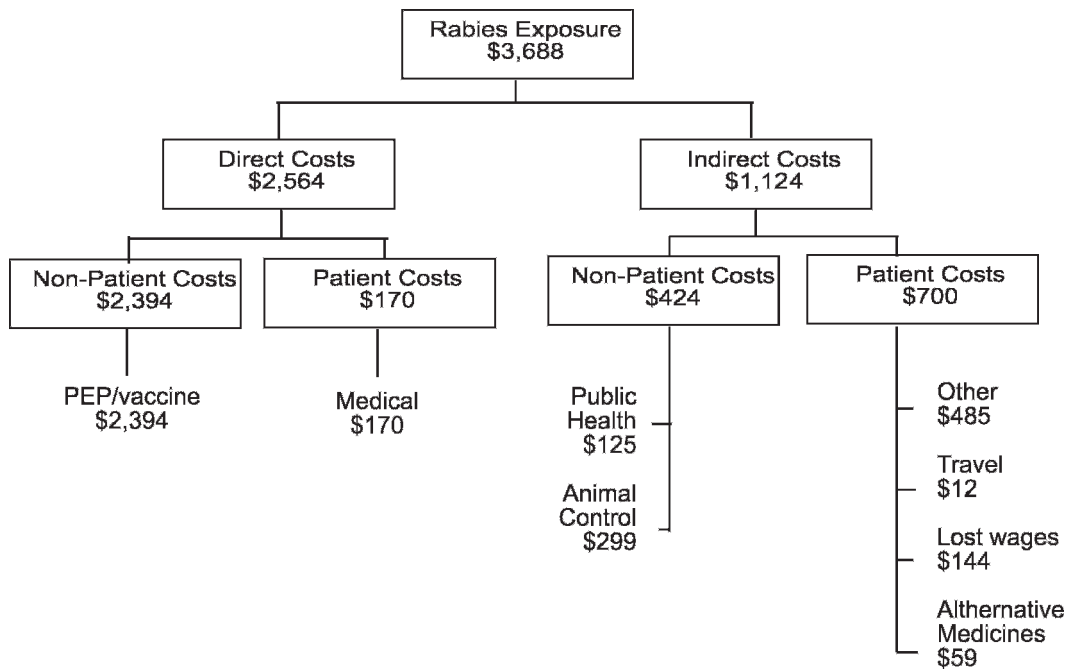 Rabies Exposure
$3,688
Direct Costs
$2,564
Indirect Costs
$1,124
Non-Patient Costs
$2,394
Patient Costs
$170
Non-Patient Costs
$424
Patient Costs
$700
PEP/vaccine
$2,394
Medical
$170
Public
Health
$125
Animal
Control
$299
Other
$485
Travel
$12
Lost wages
$144
Althernative
Medicines
$59